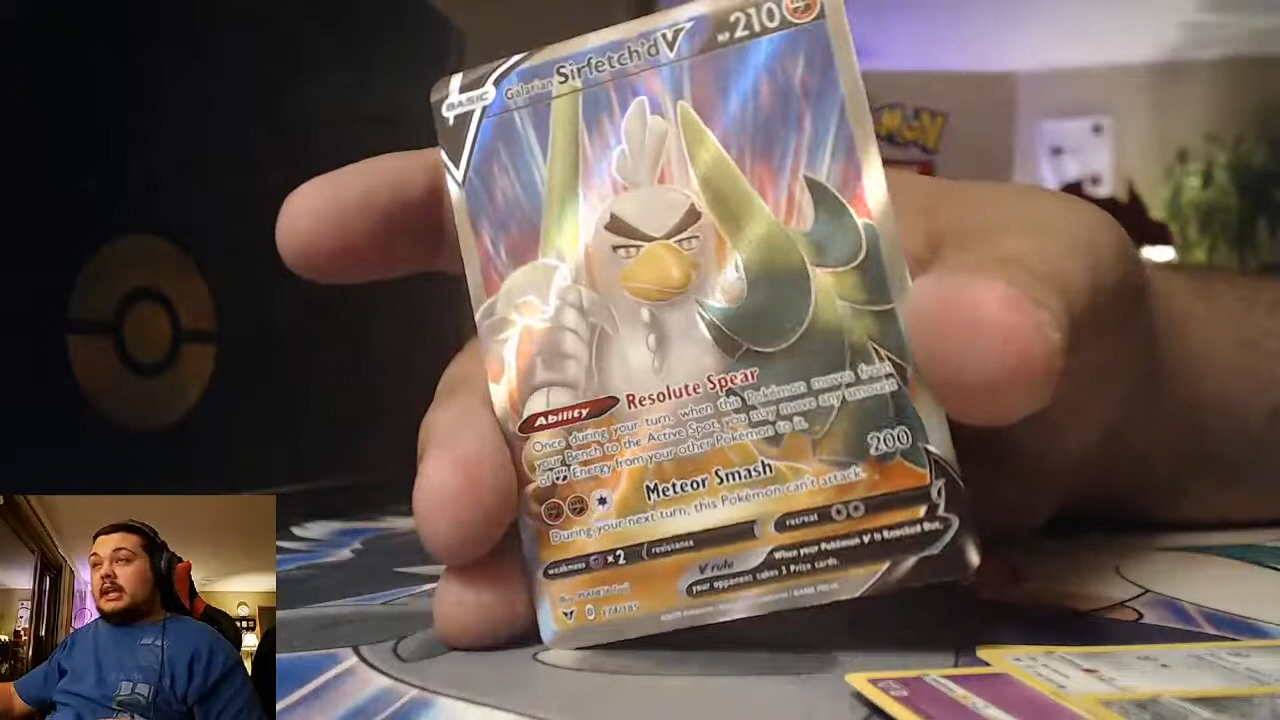 BASIC Galarian Sirfetch'd V HP 210
Ability Resolute Spear
Once during your turn, when this Pokémon moves from
your Bench to the Active Spot, you may move any amount
of Energy from your other Pokémon to it.
Meteor Smash 200
During your next turn, this Pokémon can't attack.
weakness ×2 resistance retreat
V rule When your Pokémon V is Knocked Out,
your opponent takes 2 Prize cards.
D 174/185